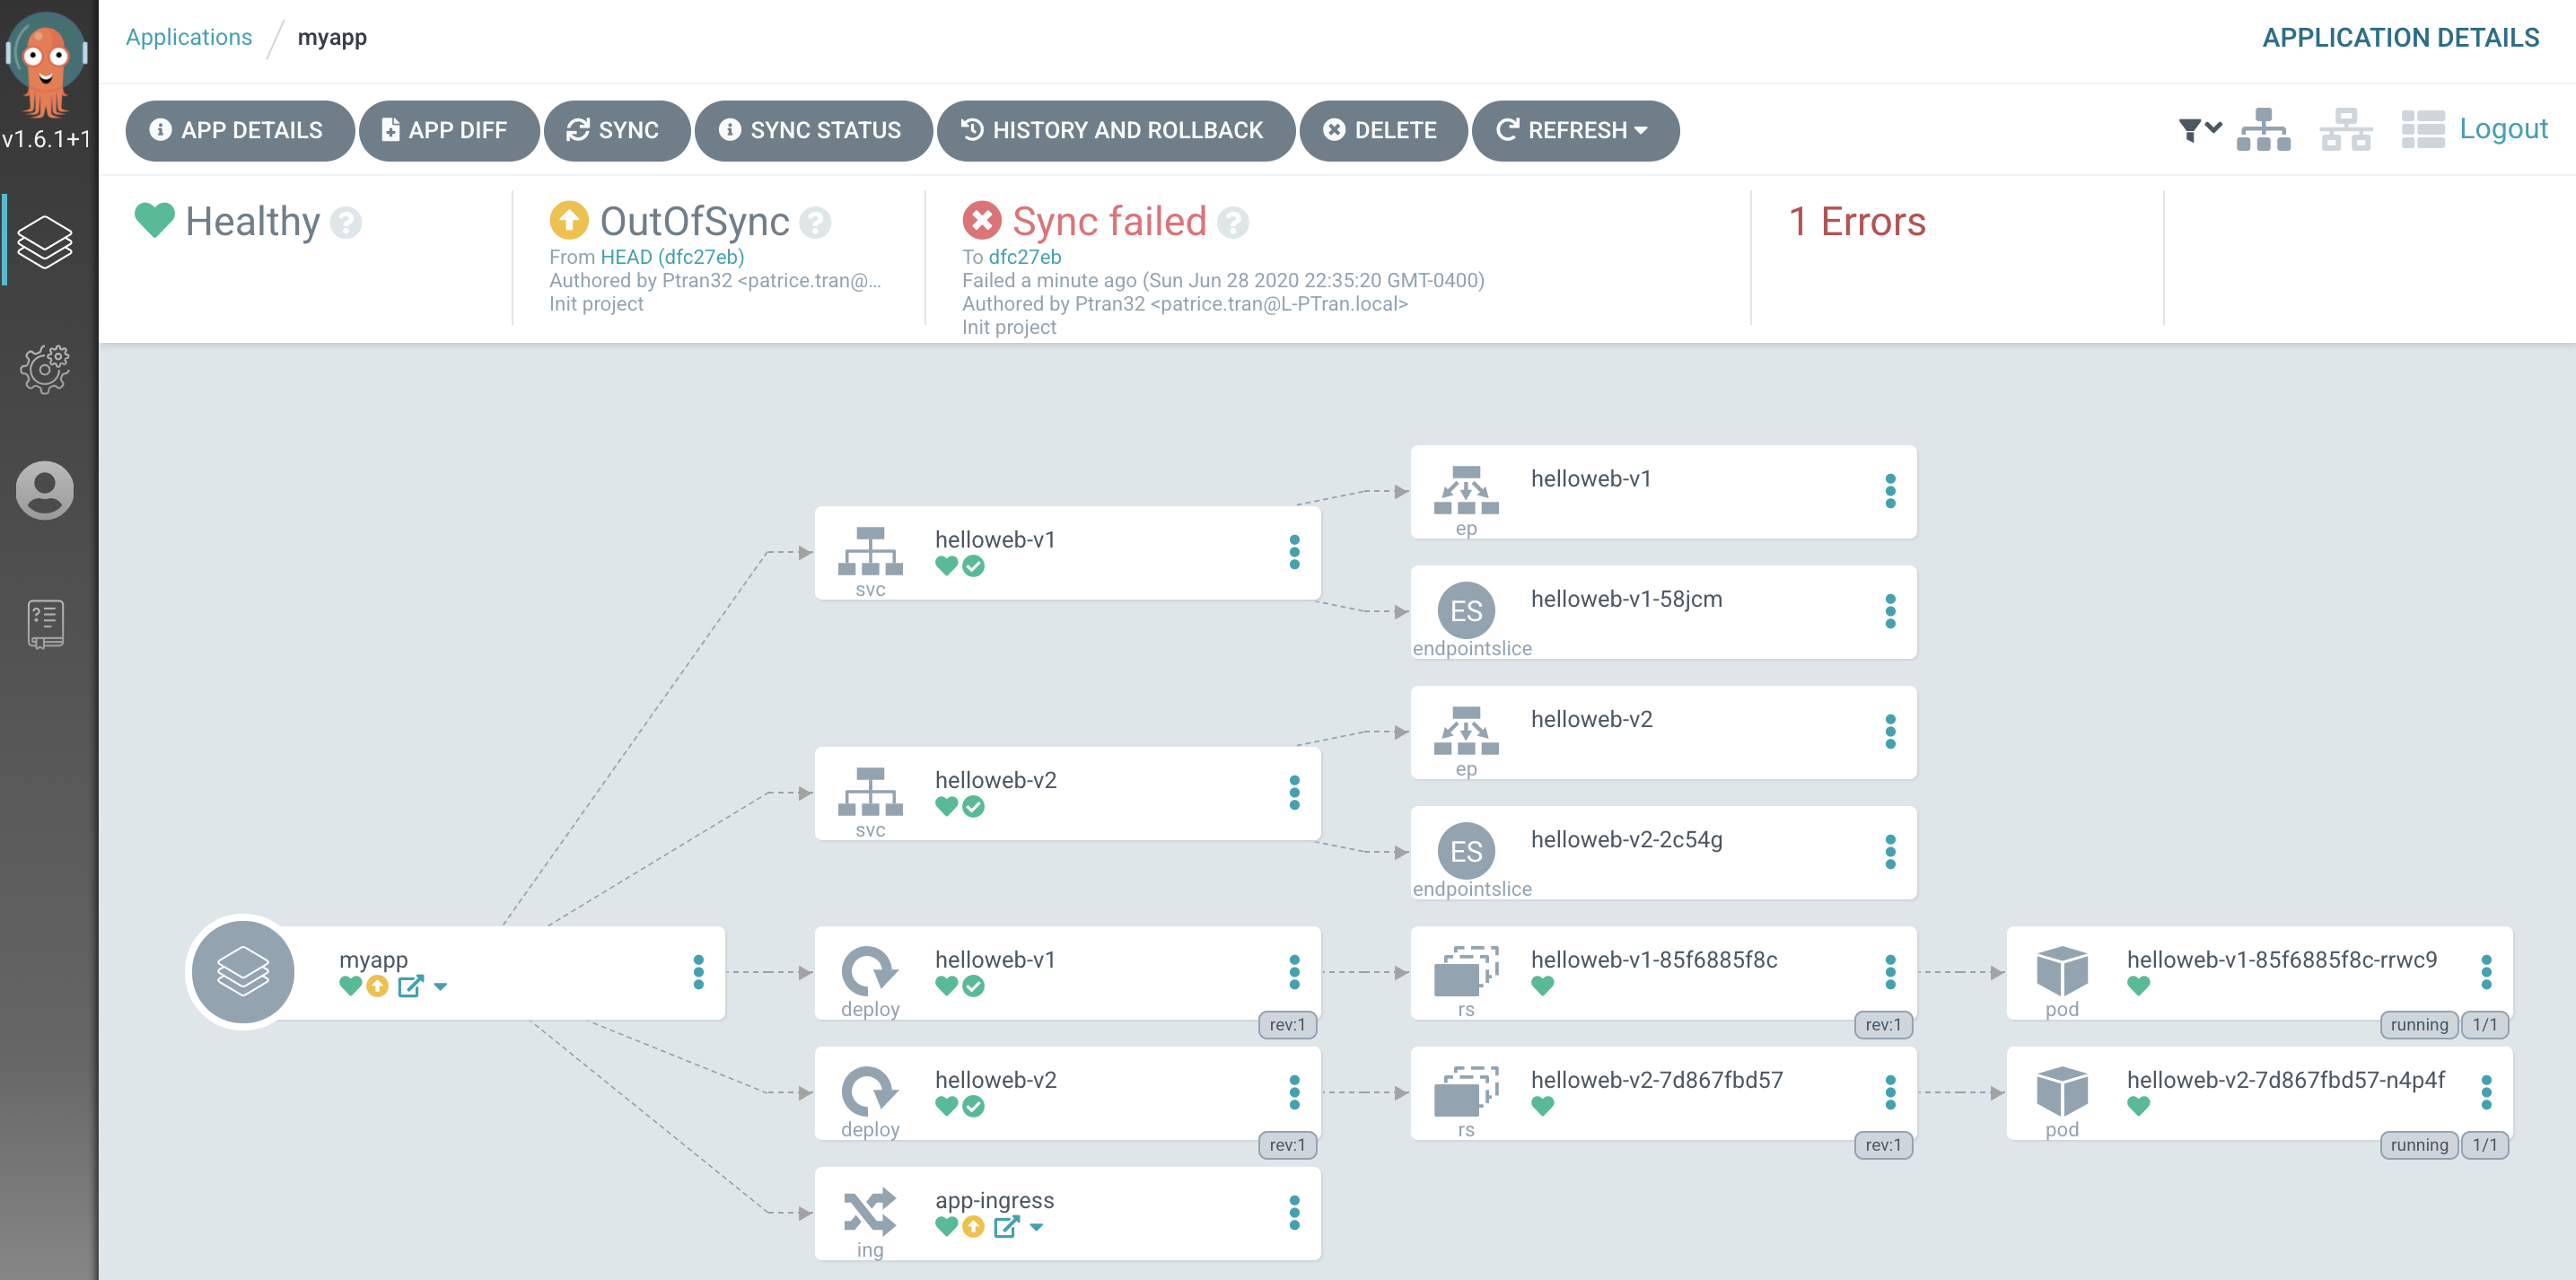 v1.6.1+1
Applications / myapp
APPLICATION DETAILS
APP DETAILS
APP DIFF
SYNC
SYNC STATUS
HISTORY AND ROLLBACK
DELETE
REFRESH
Logout
Healthy ?
OutOfSync ?
From HEAD (dfc27eb)
Authored by Ptran32 <patrice.tran@...
Init project
Sync failed ?
To dfc27eb
Failed a minute ago (Sun Jun 28 2020 22:35:20 GMT-0400)
Authored by Ptran32 <patrice.tran@L-PTran.local>
Init project
1 Errors
helloweb-v1
ep
helloweb-v1
svc
ES
helloweb-v1-58jcm
endpointslice
helloweb-v2
ep
helloweb-v2
svc
ES
helloweb-v2-2c54g
endpointslice
myapp
helloweb-v1
deploy
rev:1
helloweb-v1-85f6885f8c
rs
rev:1
helloweb-v1-85f6885f8c-rrwc9
pod
running
1/1
helloweb-v2
deploy
rev:1
helloweb-v2-7d867fbd57
rs
rev:1
helloweb-v2-7d867fbd57-n4p4f
pod
running
1/1
app-ingress
ing